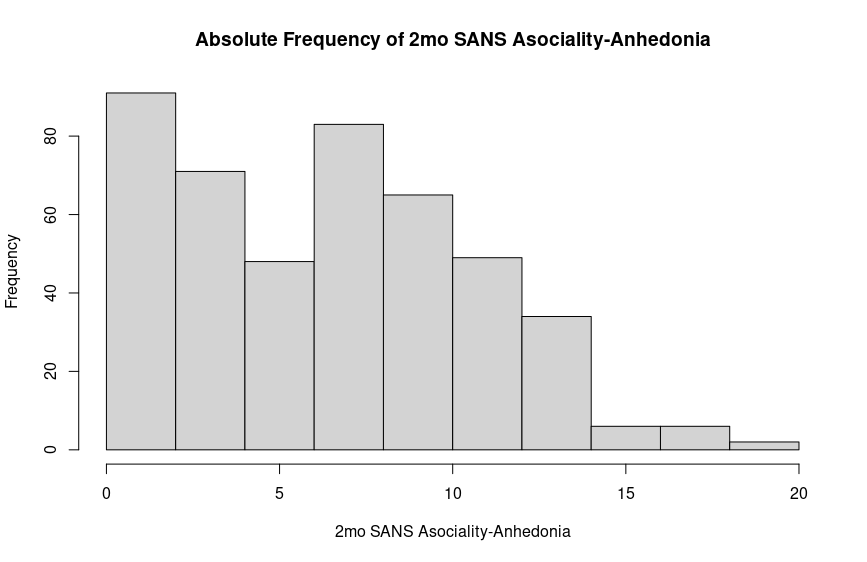 Absolute Frequency of 2mo SANS Asociality-Anhedonia
Frequency
80
60
40
20
0
0 5 10 15 20
2mo SANS Asociality-Anhedonia